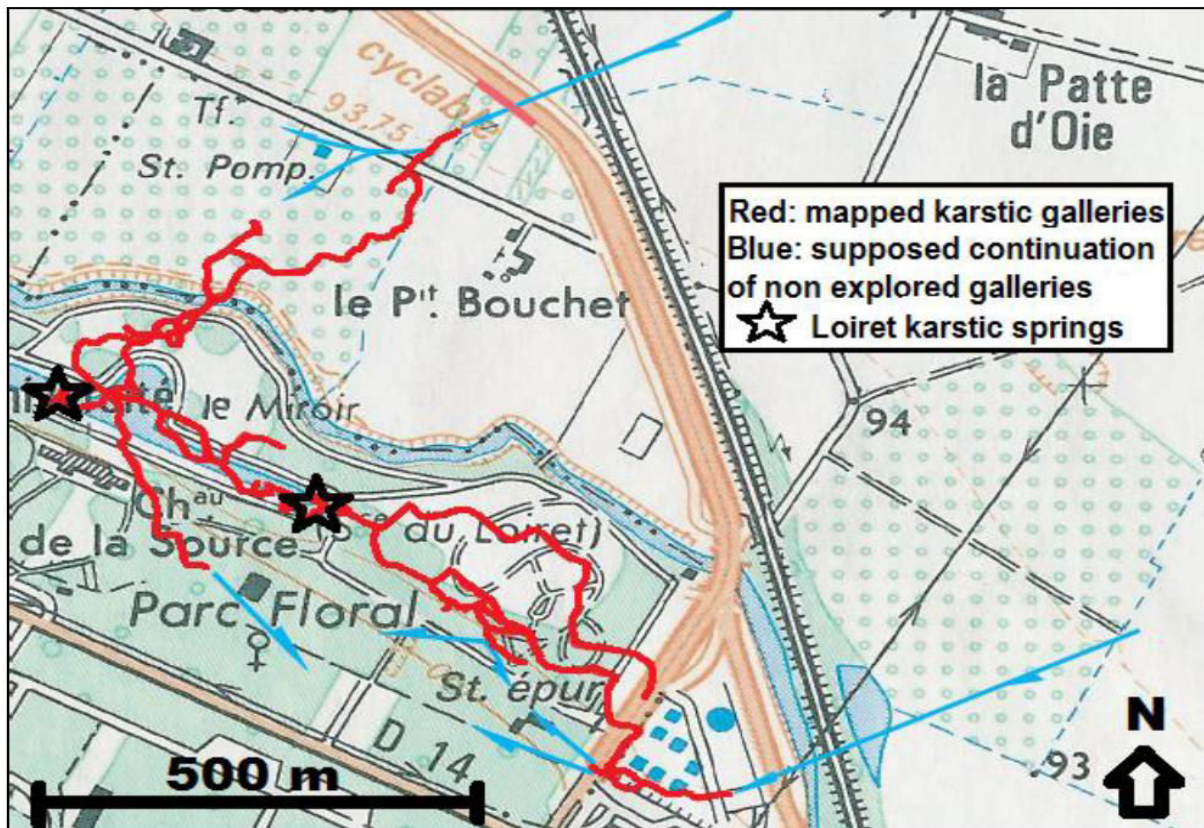 cyclable
93,75
Tf.
St. Pomp.
la Patte
d'Oie
Red: mapped karstic galleries
Blue: supposed continuation
of non explored galleries
Loiret karstic springs
le Pit. Bouchet
le Miroir
94
Chau
de la Source
du Loiret)
Parc Floral
St. épur.
D 14
93
500 m
N